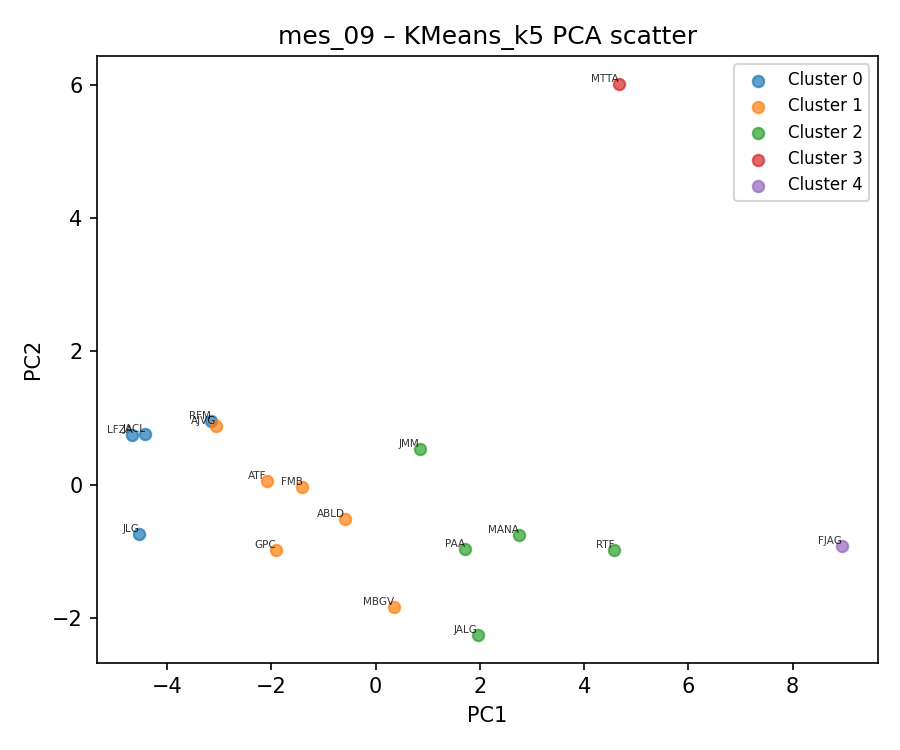 mes_09 – KMeans_k5 PCA scatter
MTTA
Cluster 0
Cluster 1
Cluster 2
Cluster 3
Cluster 4
6
4
2
0
−2
PC2
RFM
AJVG
JACL
JMM
ATF
FMB
ABLD
JLG
GPC
PAA
MANA
RTF
FJAG
MBGV
JALG
−4
−2
0
2
4
6
8
PC1